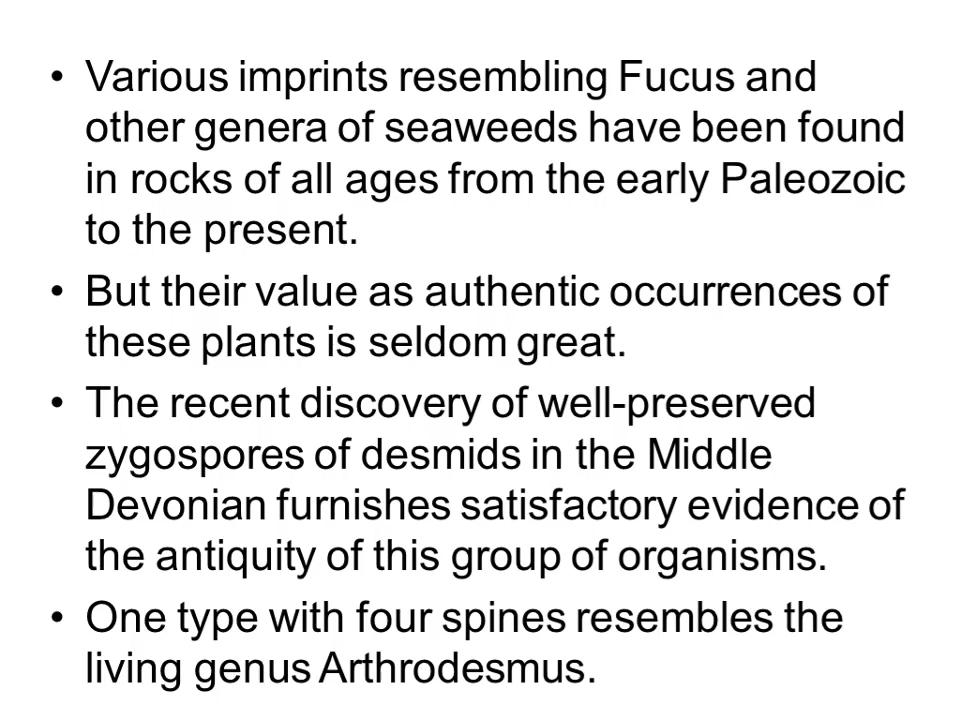 • Various imprints resembling Fucus and
other genera of seaweeds have been found
in rocks of all ages from the early Paleozoic
to the present.
• But their value as authentic occurrences of
these plants is seldom great.
• The recent discovery of well-preserved
zygospores of desmids in the Middle
Devonian furnishes satisfactory evidence of
the antiquity of this group of organisms.
• One type with four spines resembles the
living genus Arthrodesmus.